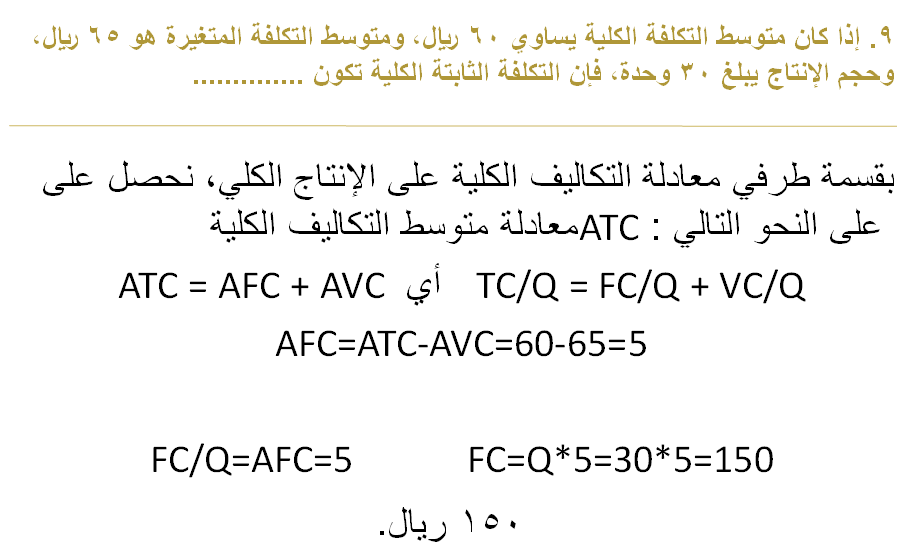 ٩. إذا كان متوسط التكلفة الكلية يساوي ٦٠ ريال، ومتوسط التكلفة المتغيرة هو ٦٥ ريال،
وحجم الإنتاج يبلغ ٣٠ وحدة، فإن التكلفة الثابتة الكلية تكون ..............
بقسمة طرفي معادلة التكاليف الكلية على الإنتاج الكلي، نحصل على
على النحو التالي : ATCمعادلة متوسط التكاليف الكلية
ATC = AFC + AVC أي TC/Q = FC/Q + VC/Q
AFC=ATC-AVC=60-65=5
FC/Q=AFC=5 FC=Q*5=30*5=150
١٥٠ ريال.